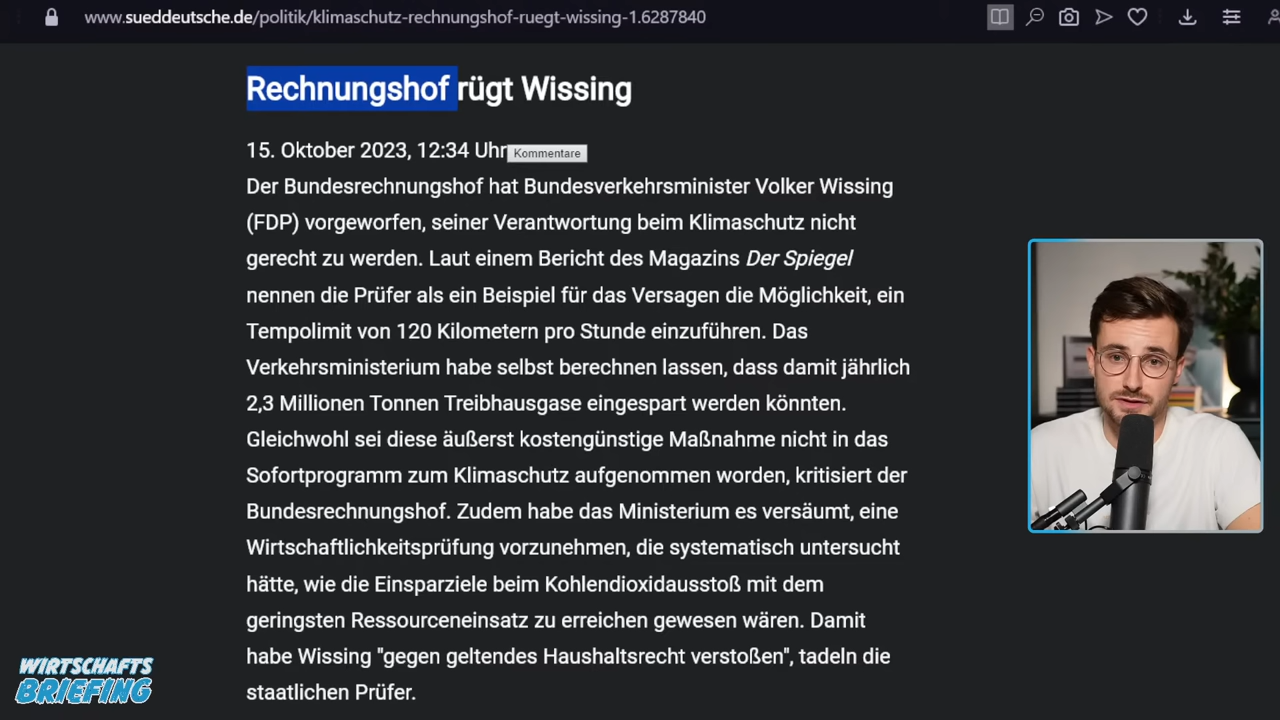 www.sueddeutsche.de/politik/klimaschutz-rechnungshof-ruegt-wissing-1.6287840
Rechnungshof rügt Wissing
15. Oktober 2023, 12:34 Uhr Kommentare
Der Bundesrechnungshof hat Bundesverkehrsminister Volker Wissing
(FDP) vorgeworfen, seiner Verantwortung beim Klimaschutz nicht
gerecht zu werden. Laut einem Bericht des Magazins Der Spiegel
nennen die Prüfer als ein Beispiel für das Versagen die Möglichkeit, ein
Tempolimit von 120 Kilometern pro Stunde einzuführen. Das
Verkehrsministerium habe selbst berechnen lassen, dass damit jährlich
2,3 Millionen Tonnen Treibhausgase eingespart werden könnten.
Gleichwohl sei diese äußerst kostengünstige Maßnahme nicht in das
Sofortprogramm zum Klimaschutz aufgenommen worden, kritisiert der
Bundesrechnungshof. Zudem habe das Ministerium es versäumt, eine
Wirtschaftlichkeitsprüfung vorzunehmen, die systematisch untersucht
hätte, wie die Einsparziele beim Kohlendioxidausstoß mit dem
geringsten Ressourceneinsatz zu erreichen gewesen wären. Damit
habe Wissing "gegen geltendes Haushaltsrecht verstoßen", tadeln die
staatlichen Prüfer.
WIRTSCHAFTS
BRIEFING